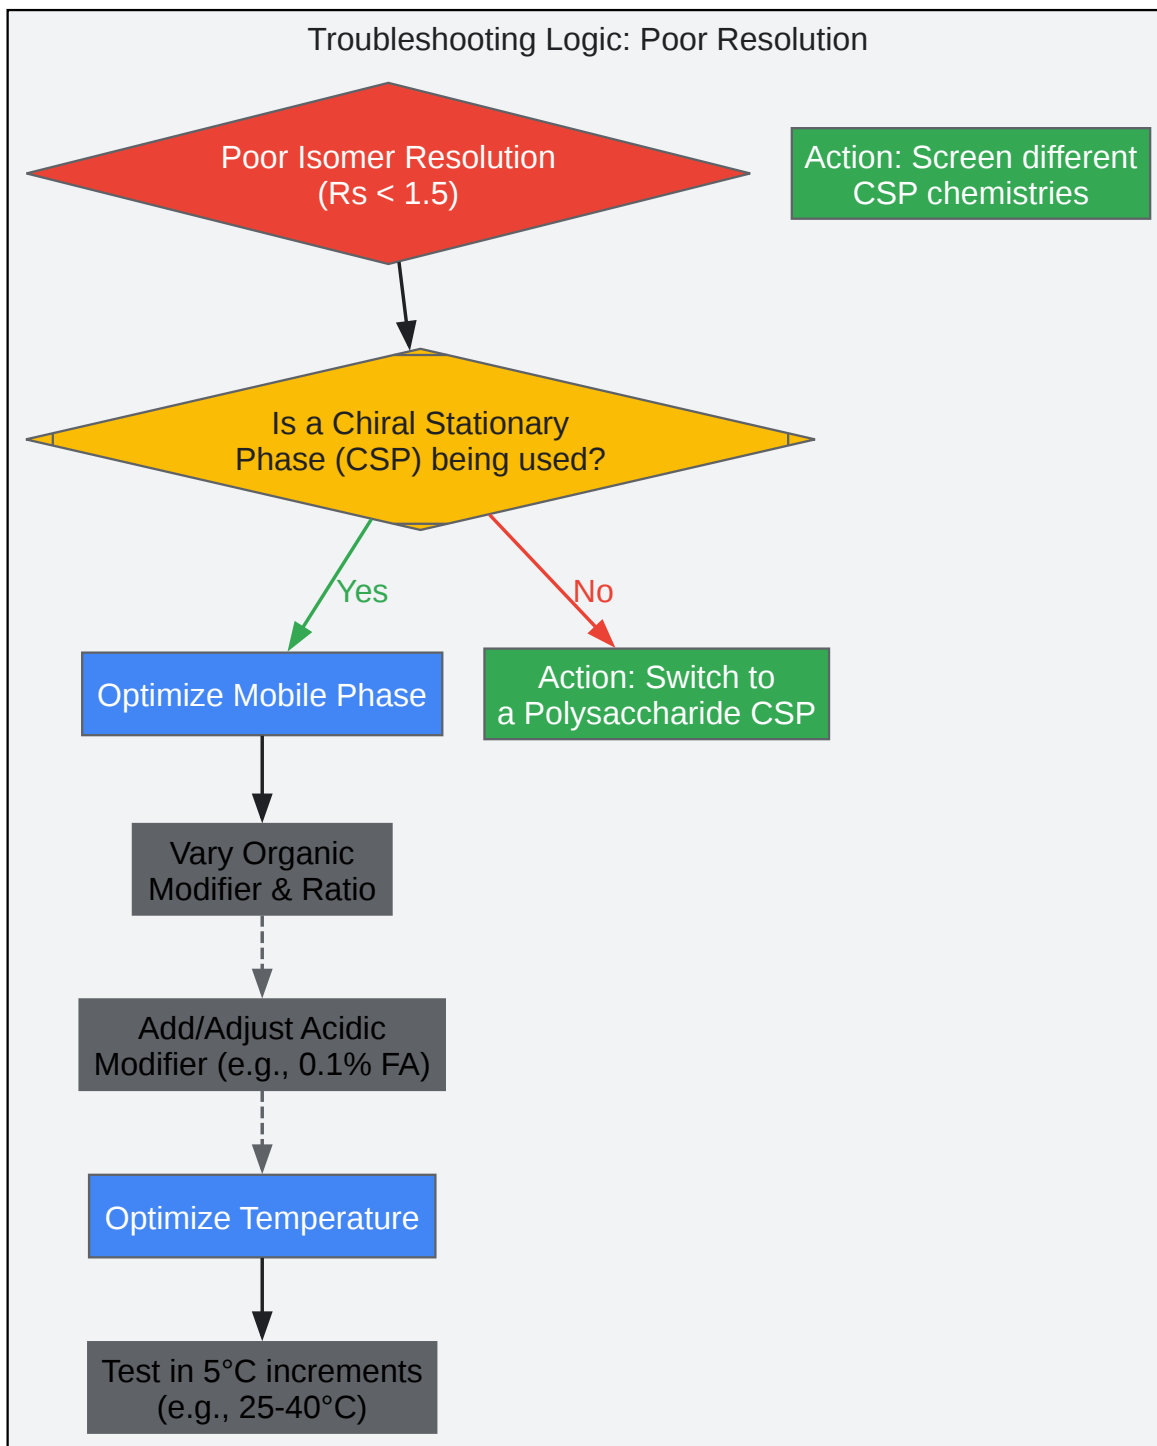 Troubleshooting Logic: Poor Resolution
Poor Isomer Resolution
(Rs < 1.5)
Action: Screen different
CSP chemistries
Is a Chiral Stationary
Phase (CSP) being used?
Yes
No
Optimize Mobile Phase
Action: Switch to
a Polysaccharide CSP
Vary Organic
Modifier & Ratio
Add/Adjust Acidic
Modifier (e.g., 0.1% FA)
Optimize Temperature
Test in 5°C increments
(e.g., 25-40°C)